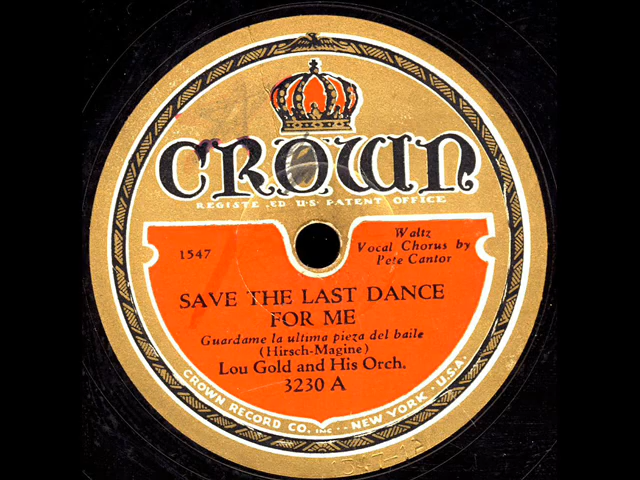 CROWN
REGISTE ED U·S· PATENT OFFICE
1547
Waltz
Vocal Chorus by
Pete Cantor
SAVE THE LAST DANCE
FOR ME
Guardame la ultima pieza del baile
(Hirsch-Magine)
Lou Gold and His Orch.
3230 A
CROWN RECORD CO. INC·· NEW YORK · U.S.A.